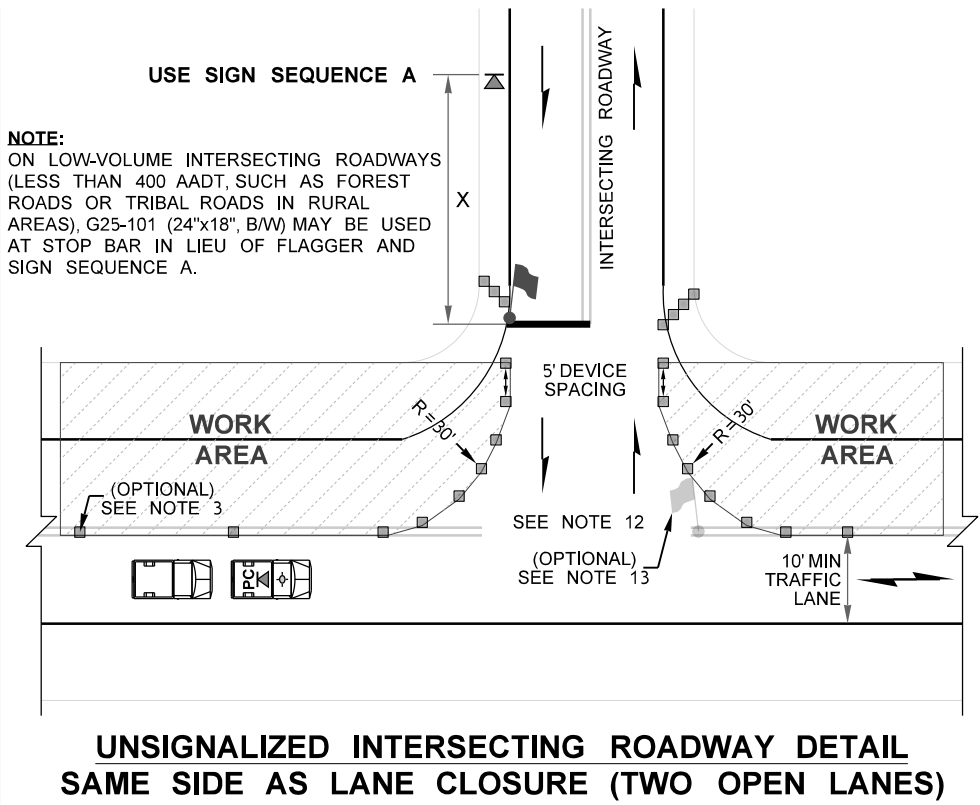 USE SIGN SEQUENCE A
NOTE:
ON LOW-VOLUME INTERSECTING ROADWAYS
(LESS THAN 400 AADT, SUCH AS FOREST
ROADS OR TRIBAL ROADS IN RURAL
AREAS), G25-101 (24"x18", B/W) MAY BE USED
AT STOP BAR IN LIEU OF FLAGGER AND
SIGN SEQUENCE A.
X
INTERSECTING ROADWAY
5' DEVICE
SPACING
R = 30'
R = 30'
WORK
AREA
WORK
AREA
(OPTIONAL)
SEE NOTE 3
SEE NOTE 12
(OPTIONAL)
SEE NOTE 13
10' MIN
TRAFFIC
LANE
PC
UNSIGNALIZED INTERSECTING ROADWAY DETAIL
SAME SIDE AS LANE CLOSURE (TWO OPEN LANES)